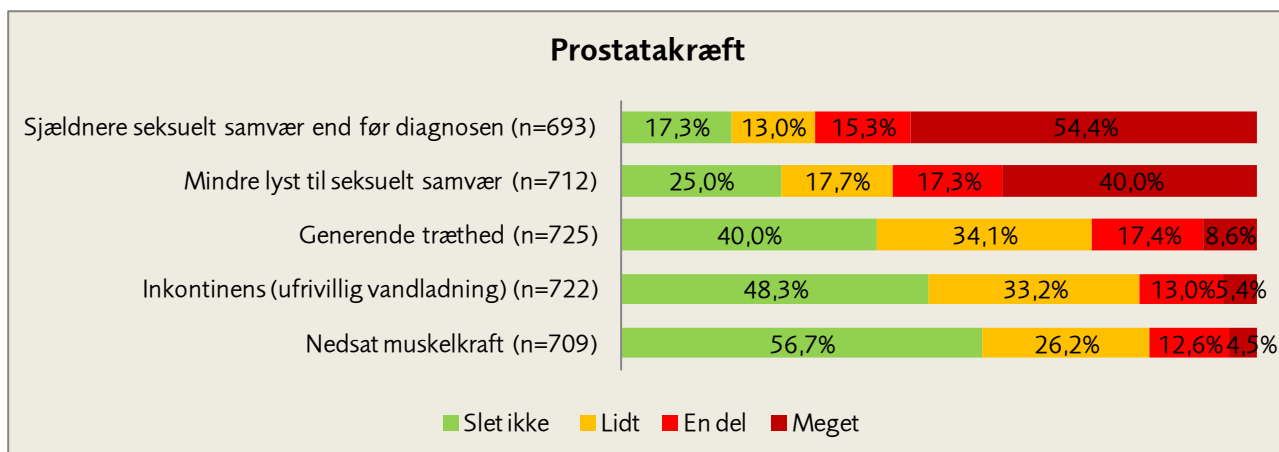 Prostatakræft
Sjældnere seksuelt samvær end før diagnosen (n=693) 17,3% 13,0% 15,3% 54,4%
Mindre lyst til seksuelt samvær (n=712) 25,0% 17,7% 17,3% 40,0%
Generende træthed (n=725) 40,0% 34,1% 17,4% 8,6%
Inkontinens (ufrivillig vandladning) (n=722) 48,3% 33,2% 13,0% 5,4%
Nedsat muskelkraft (n=709) 56,7% 26,2% 12,6% 4,5%
Slet ikke Lidt En del Meget